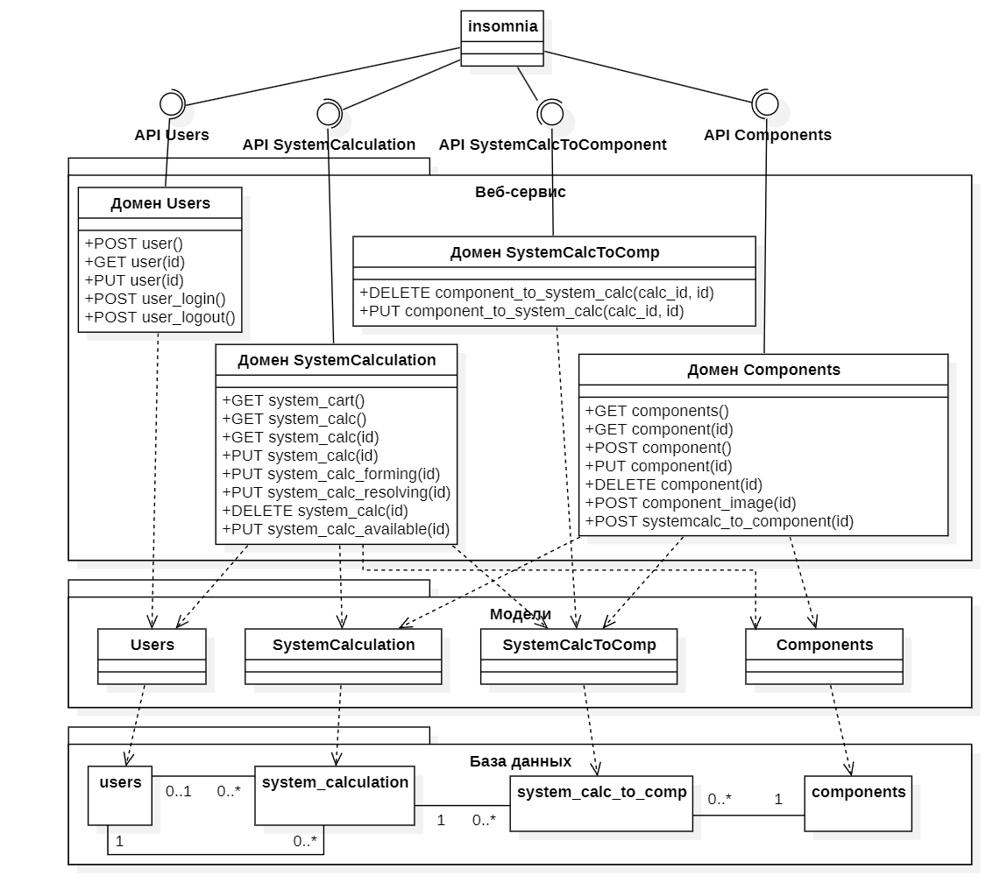 insomnia
API Users
API SystemCalculation
API SystemCalcToComponent
API Components
Веб-сервис
Домен Users
+POST user()
+GET user(id)
+PUT user(id)
+POST user_login()
+POST user_logout()
Домен SystemCalcToComp
+DELETE component_to_system_calc(calc_id, id)
+PUT component_to_system_calc(calc_id, id)
Домен SystemCalculation
+GET system_cart()
+GET system_calc()
+GET system_calc(id)
+PUT system_calc(id)
+PUT system_calc_forming(id)
+PUT system_calc_resolving(id)
+DELETE system_calc(id)
+PUT system_calc_available(id)
Домен Components
+GET components()
+GET component(id)
+POST component()
+PUT component(id)
+DELETE component(id)
+POST component_image(id)
+POST systemcalc_to_component(id)
Модели
Users
SystemCalculation
SystemCalcToComp
Components
База данных
users
0..1
0..*
system_calculation
1
0..*
system_calc_to_comp
0..*
1
components
1
0..*